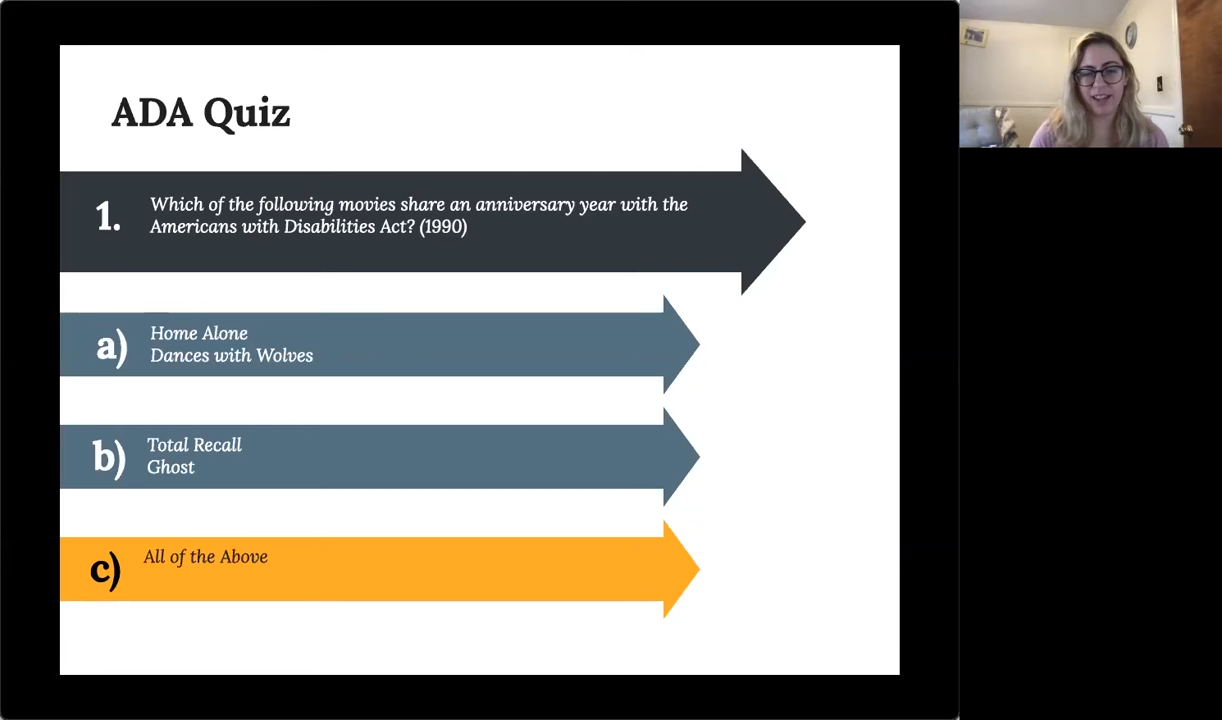 ADA Quiz
1.
Which of the following movies share an anniversary year with the
Americans with Disabilities Act? (1990)
a)
Home Alone
Dances with Wolves
b)
Total Recall
Ghost
c)
All of the Above